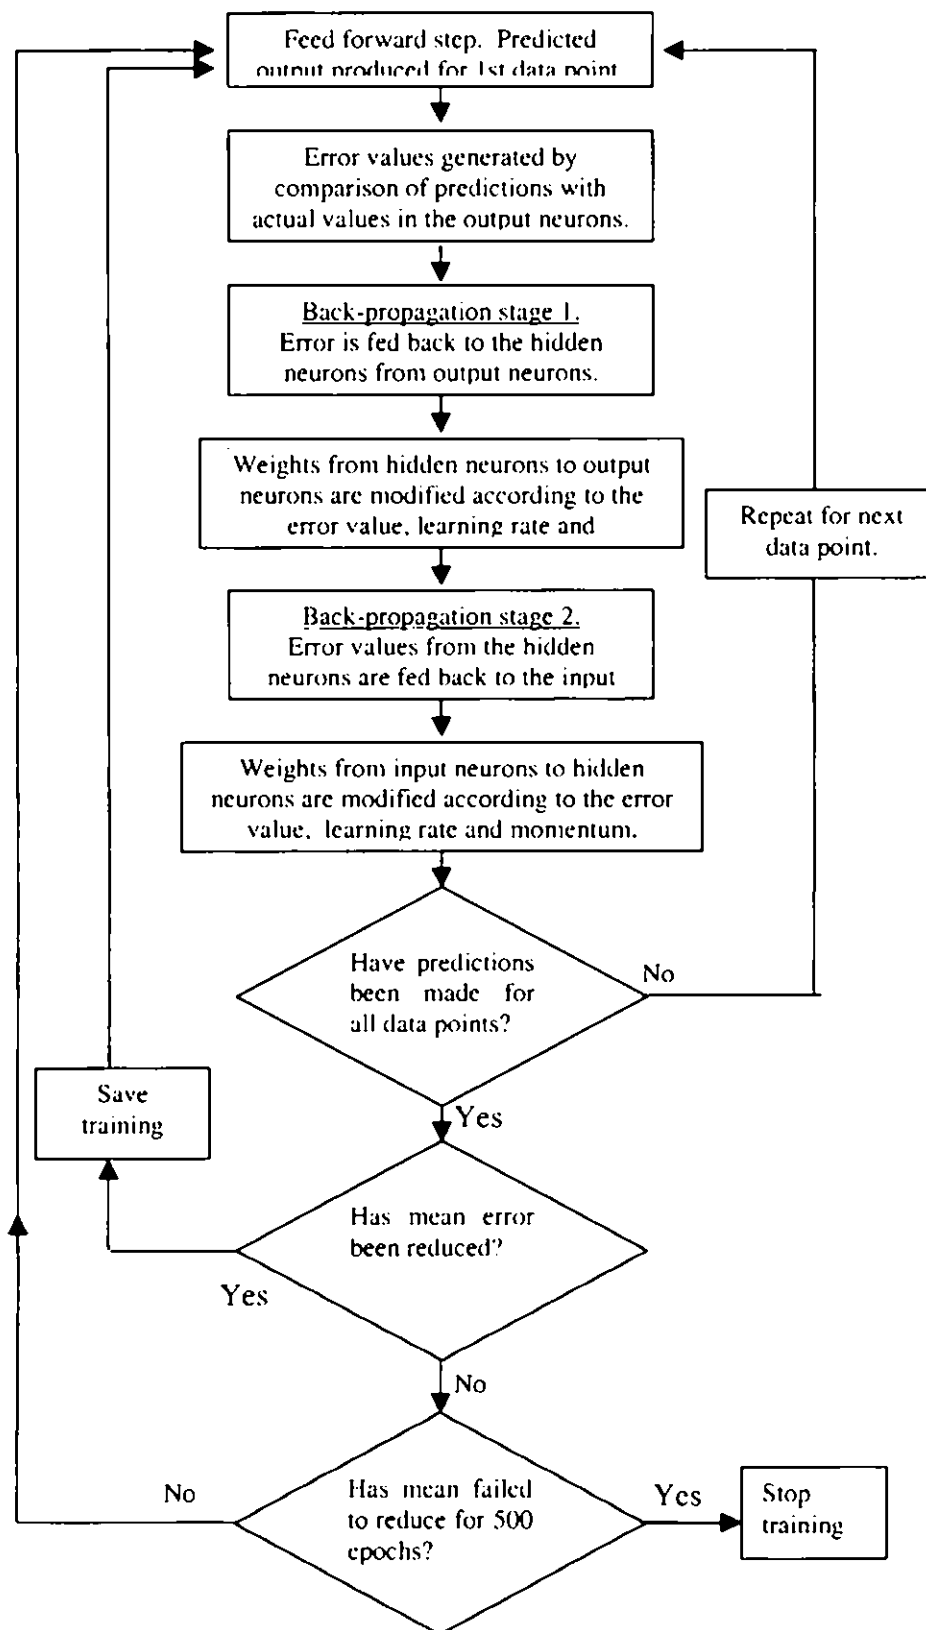 Feed forward step. Predicted
output produced for 1st data point
Error values generated by
comparison of predictions with
actual values in the output neurons.
Back-propagation stage 1.
Error is fed back to the hidden
neurons from output neurons.
Weights from hidden neurons to output
neurons are modified according to the
error value, learning rate and
Repeat for next
data point.
Back-propagation stage 2.
Error values from the hidden
neurons are fed back to the input
Weights from input neurons to hidden
neurons are modified according to the error
value, learning rate and momentum.
Have predictions
been made for
all data points?
No
Yes
Save
training
Has mean error
been reduced?
Yes
No
Has mean failed
to reduce for 500
epochs?
No
Yes
Stop
training